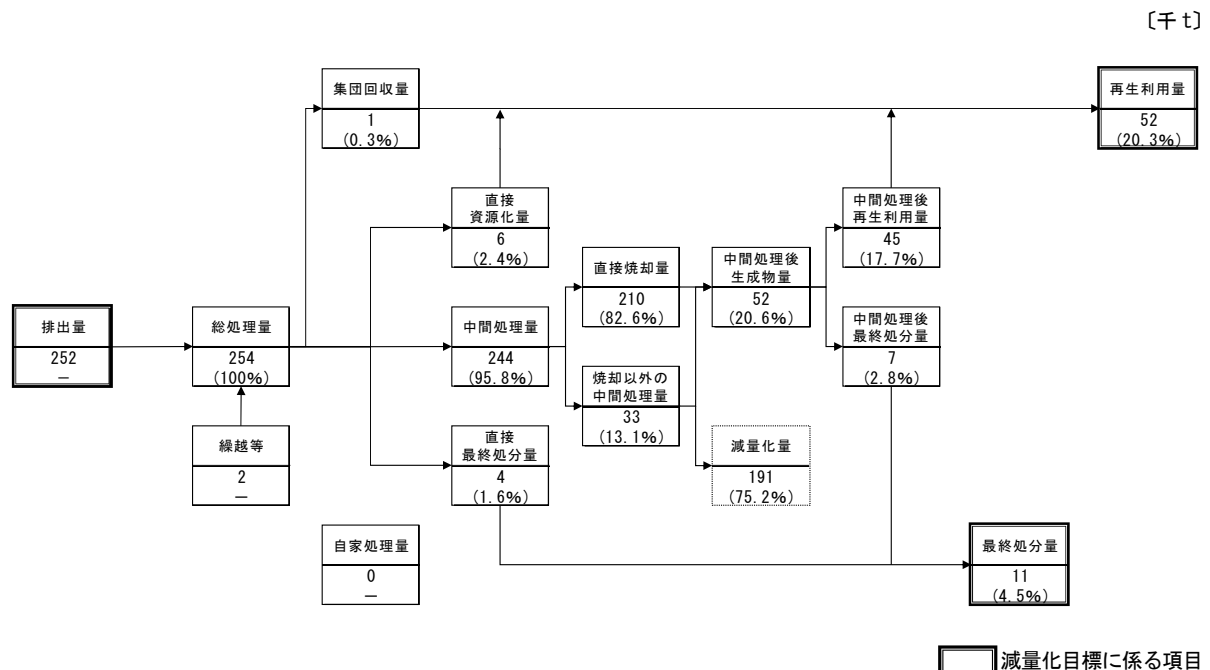 〔千t〕
集団回収量
1
(0.3%)
再生利用量
52
(20.3%)
直接
資源化量
6
(2.4%)
中間処理後
再生利用量
45
(17.7%)
直接焼却量
210
(82.6%)
中間処理後
生成物量
52
(20.6%)
排出量
252
－
総処理量
254
(100%)
中間処理量
244
(95.8%)
中間処理後
最終処分量
7
(2.8%)
焼却以外の
中間処理量
33
(13.1%)
繰越等
2
－
直接
最終処分量
4
(1.6%)
減量化量
191
(75.2%)
自家処理量
0
－
最終処分量
11
(4.5%)
減量化目標に係る項目